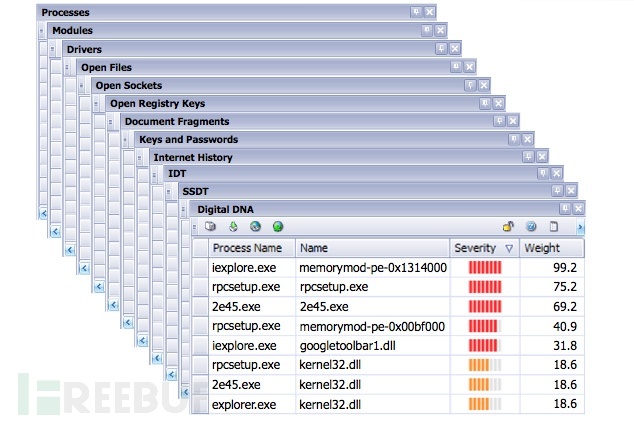 Processes
Modules
Drivers
Open Files
Open Sockets
Open Registry Keys
Document Fragments
Keys and Passwords
Internet History
IDT
SSDT
Digital DNA
Process Name Name Severity Weight
iexplore.exe memorymod-pe-0x1314000 99.2
rpcsetup.exe rpcsetup.exe 75.2
2e45.exe 2e45.exe 69.2
rpcsetup.exe memorymod-pe-0x00bf000 40.9
iexplore.exe googletoolbar1.dll 31.8
rpcsetup.exe kernel32.dll 18.6
2e45.exe kernel32.dll 18.6
explorer.exe kernel32.dll 18.6
FREEBUF